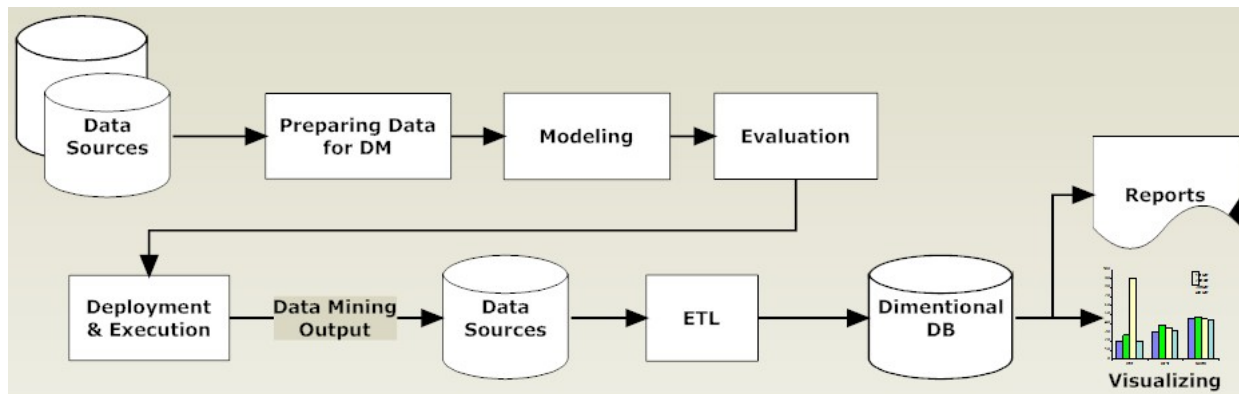 Data
Sources
Preparing Data
for DM
Modeling
Evaluation
Reports
Deployment
& Execution
Data Mining
Output
Data
Sources
ETL
Dimentional
DB
Visualizing